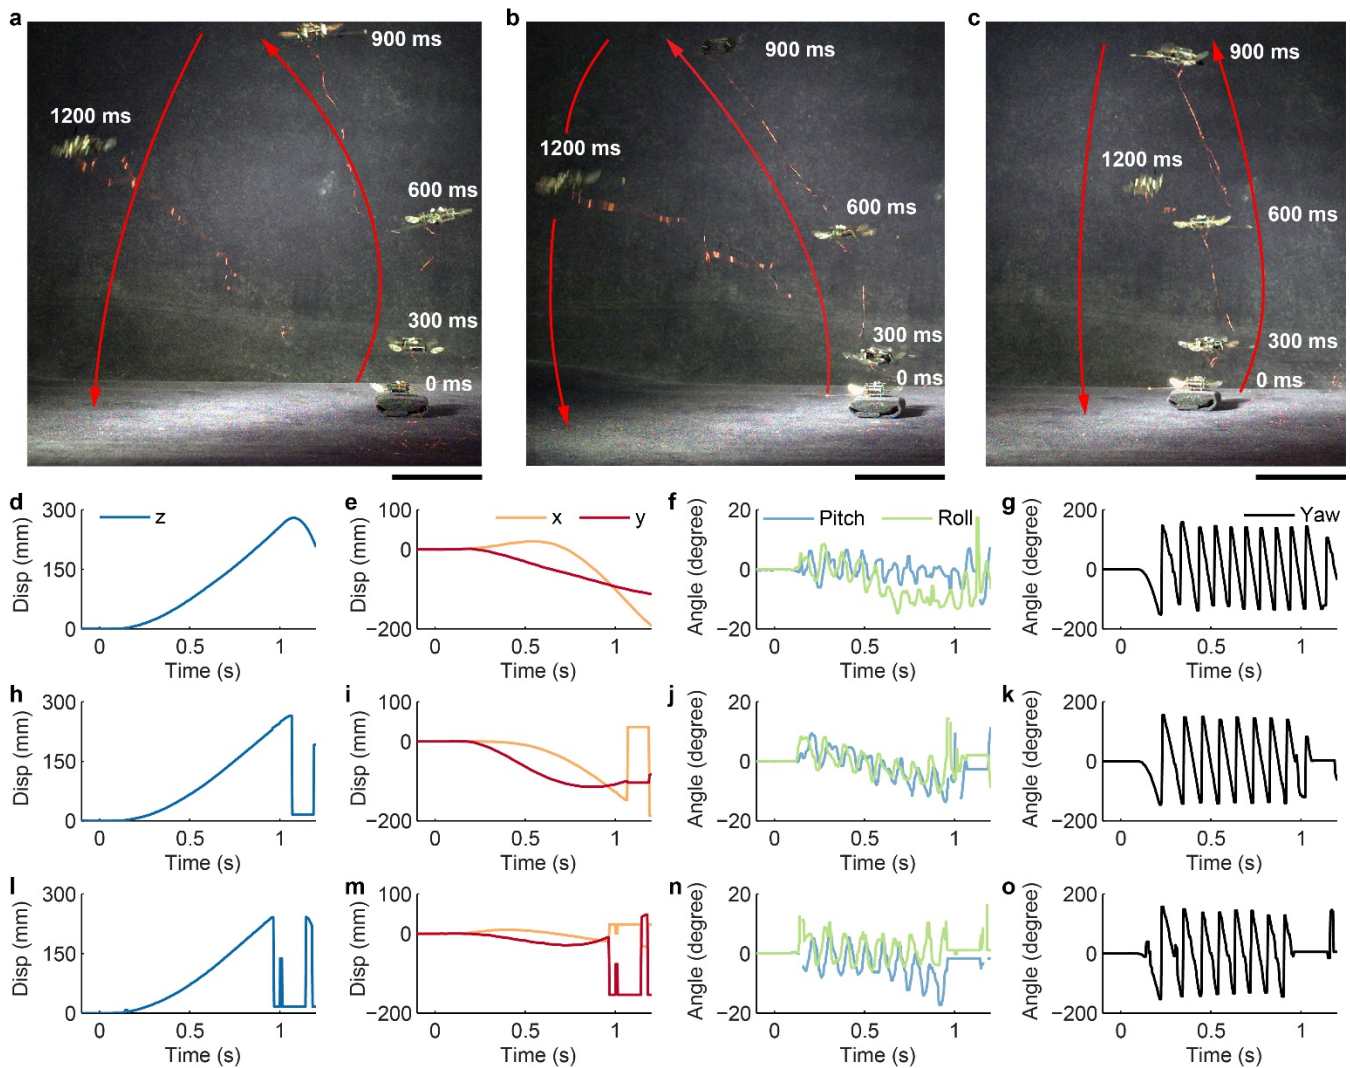 a
900 ms
1200 ms
600 ms
300 ms
0 ms
b
900 ms
1200 ms
600 ms
300 ms
0 ms
c
900 ms
1200 ms
600 ms
300 ms
0 ms
d
z
300
150
0
Disp (mm)
0 0.5 1
Time (s)
e
x y
100
0
−200
Disp (mm)
0 0.5 1
Time (s)
f
Pitch Roll
20
0
−20
Angle (degree)
0 0.5 1
Time (s)
g
Yaw
200
0
−200
Angle (degree)
0 0.5 1
Time (s)
h
300
150
0
Disp (mm)
0 0.5 1
Time (s)
i
100
0
−200
Disp (mm)
0 0.5 1
Time (s)
j
20
0
−20
Angle (degree)
0 0.5 1
Time (s)
k
200
0
−200
Angle (degree)
0 0.5 1
Time (s)
l
300
150
0
Disp (mm)
0 0.5 1
Time (s)
m
100
0
−200
Disp (mm)
0 0.5 1
Time (s)
n
20
0
−20
Angle (degree)
0 0.5 1
Time (s)
o
200
0
−200
Angle (degree)
0 0.5 1
Time (s)